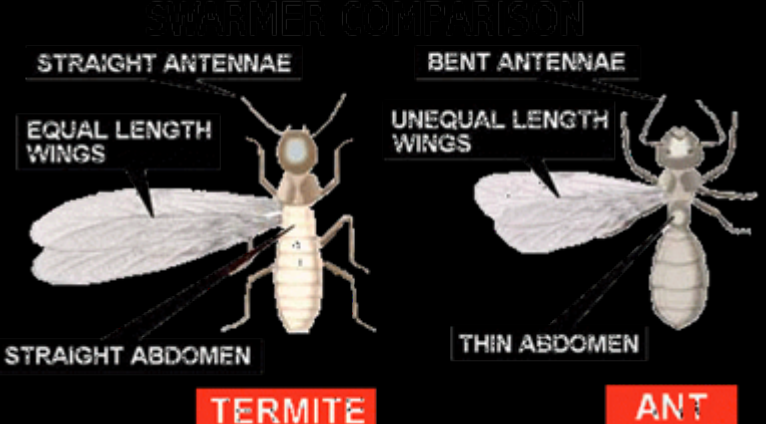 SWARMER COMPARISON
STRAIGHT ANTENNAE
BENT ANTENNAE
EQUAL LENGTH
WINGS
UNEQUAL LENGTH
WINGS
STRAIGHT ABDOMEN
THIN ABDOMEN
TERMITE
ANT